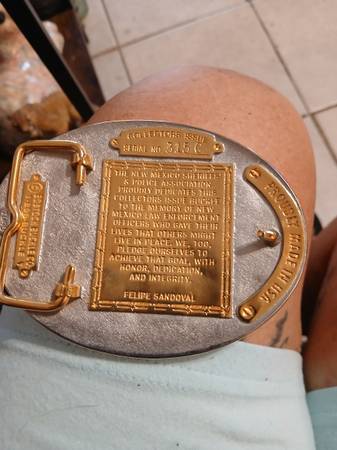 COLLECTORS ISSUE
SERIAL NO.
THE NEW MEXICO SHERIFF
& POLICE ASSOCIATION
PROUDLY DEDICATES THIS
COLLECTORS ISSUE BUCKLE
TO THE MEMORY OF NEW
MEXICO LAW ENFORCEMENT
OFFICERS WHO GAVE THEIR
LIVES THAT OTHERS MIGHT
LIVE IN PEACE. WE, TOO,
PLEDGE OURSELVES TO
ACHIEVE THAT GOAL, WITH
HONOR, DEDICATION,
AND INTEGRITY.
FELIPE SANDOVAL
PROUDLY MADE IN USA